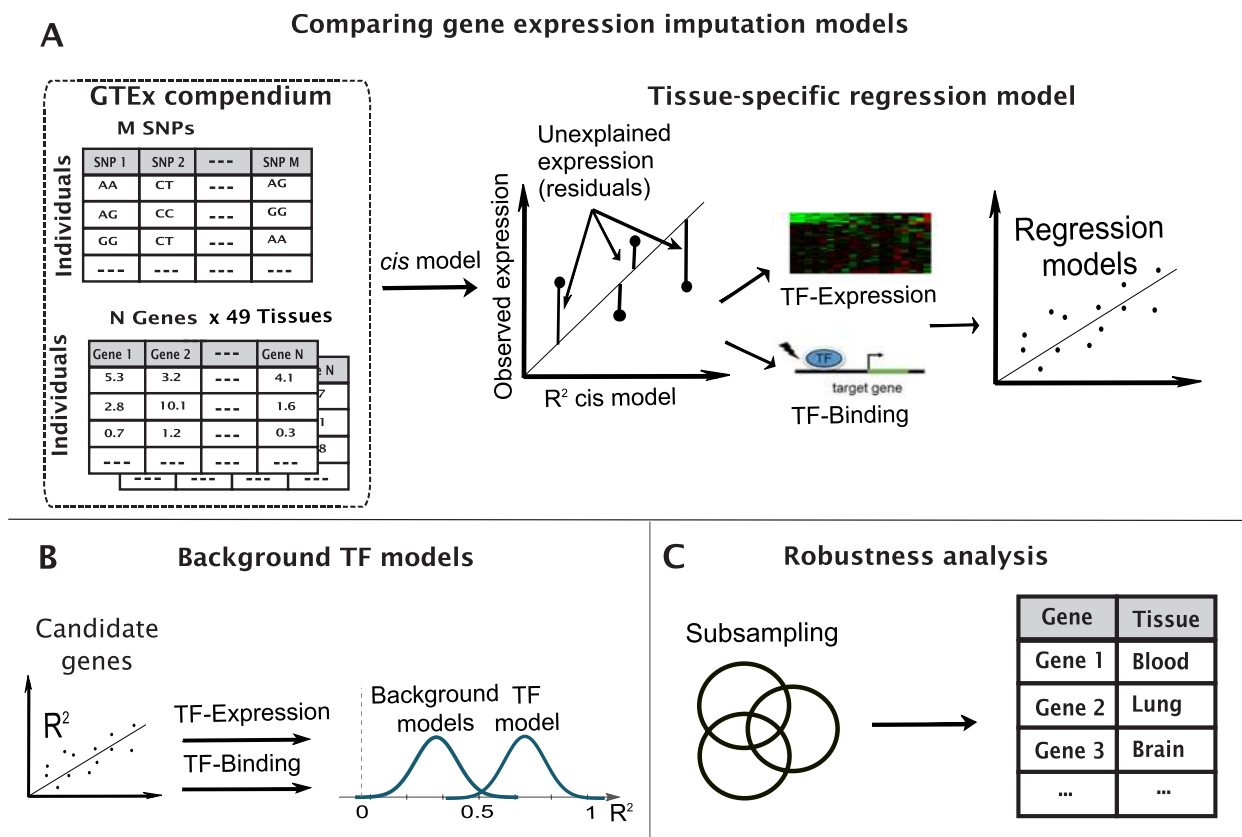 Comparing gene expression imputation models
A
GTEx compendium
M SNPs
Individuals
SNP 1 SNP 2 --- SNP M
AA CT --- AG
AG CC --- GG
GG CT --- AA
--- --- --- ---
N Genes x 49 Tissues
Individuals
Gene 1 Gene 2 --- Gene N
5.3 3.2 --- 4.1
2.8 10.1 --- 1.6
0.7 1.2 --- 0.3
--- --- --- ---
e N
7
1
8
--- --- --- ---
cis model
Tissue-specific regression model
Unexplained
expression
(residuals)
Observed expression
R² cis model
TF-Expression
TF
target gene
TF-Binding
Regression
models
B
Background TF models
Candidate
genes
R²
TF-Expression
TF-Binding
Background
models
TF
model
0 0.5 1 R²
C
Robustness analysis
Subsampling
Gene Tissue
Gene 1 Blood
Gene 2 Lung
Gene 3 Brain
... ...